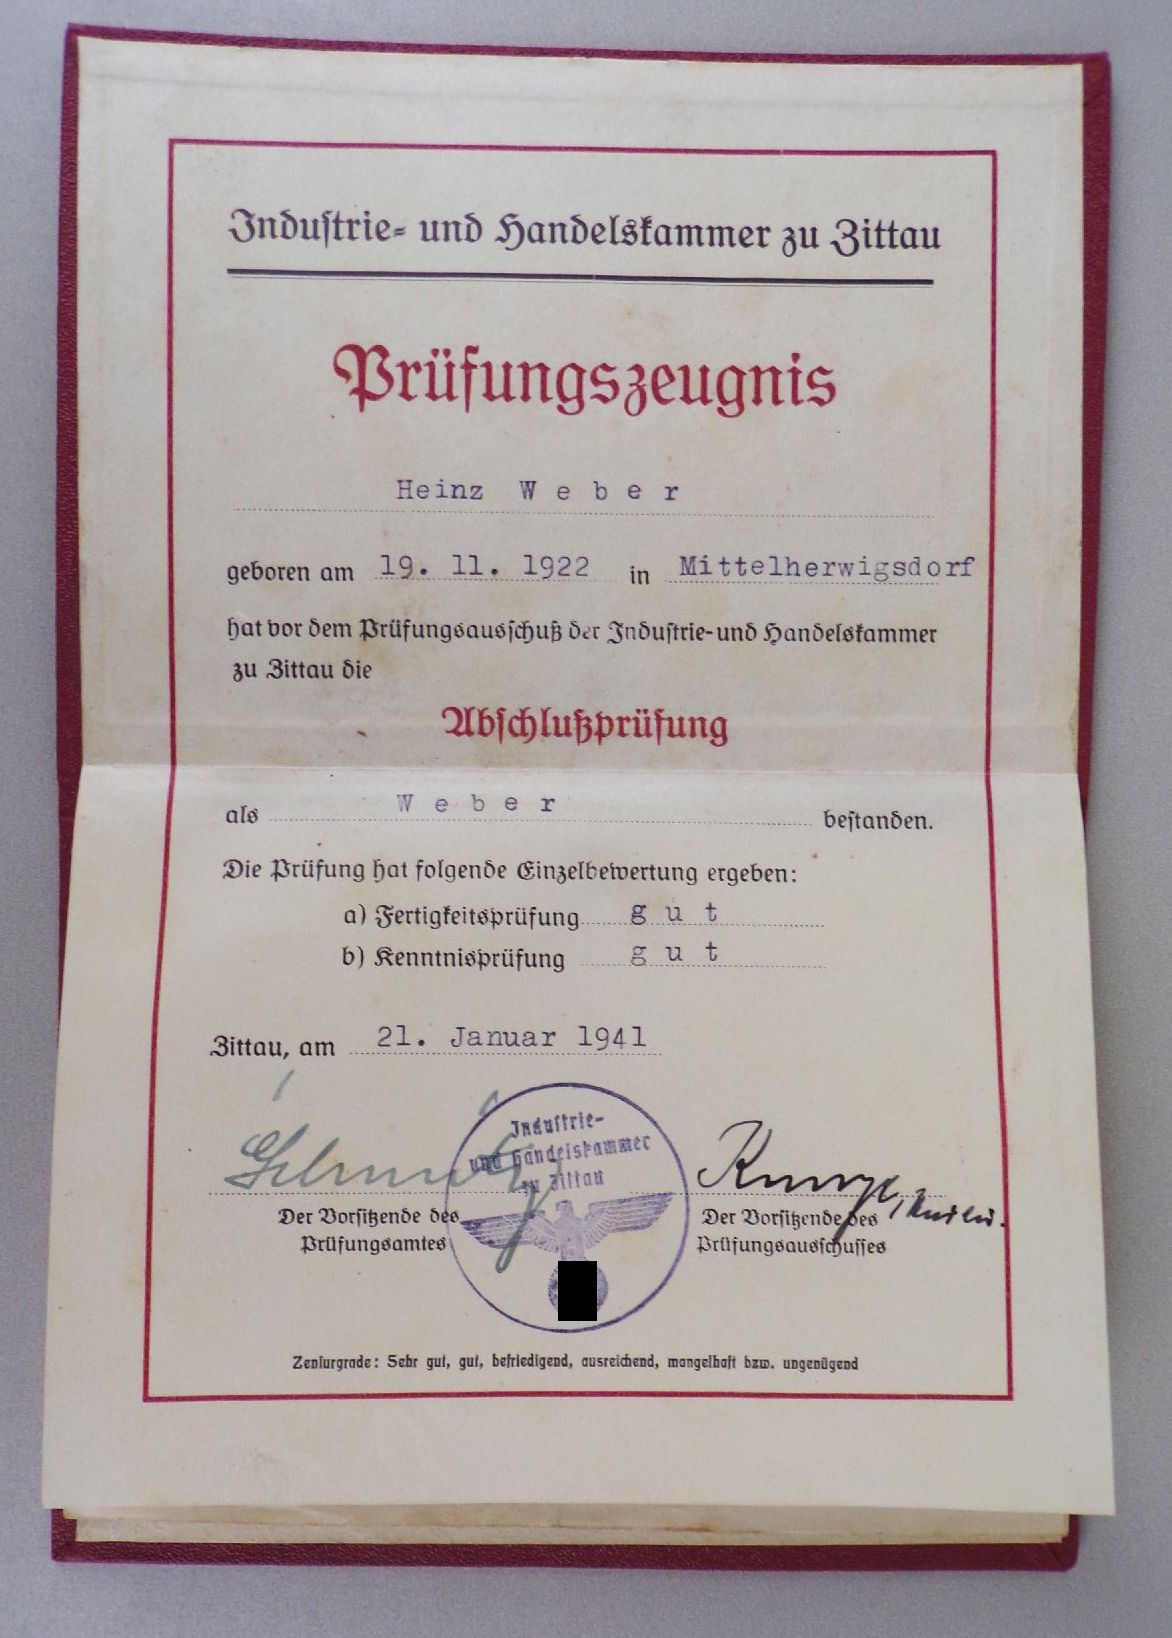 Induſtrie- und Handelskammer zu Zittau
Prüfungszeugnis
Heinz Weber
geboren am 19. 11. 1922 in Mittelherwigsdorf
hat vor dem Prüfungsausſchuß der Induſtrie- und Handelskammer
zu Zittau die
Abſchlußprüfung
als Weber beſtanden.
Die Prüfung hat folgende Einzelbewertung ergeben:
a) Fertigkeitsprüfung gut
b) Kenntnisprüfung gut
Zittau, am 21. Januar 1941
Induſtrie-
und Handelskammer
zu Zittau
Der Vorſitzende des
Prüfungsamtes
Der Vorſitzende des
Prüfungsausſchuſſes
Zenſurgrade: Sehr gut, gut, befriedigend, ausreichend, mangelhaft bzw. ungenügend